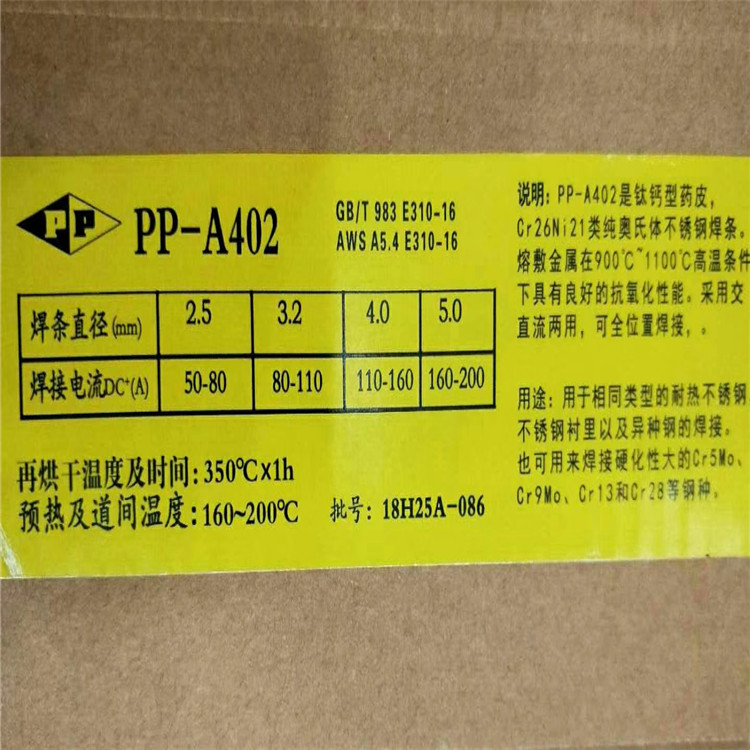 PP
PP-A402
GB/T 983 E310-16
AWS A5.4 E310-16
焊条直径(mm) 2.5 3.2 4.0 5.0
焊接电流DC⁺(A) 50-80 80-110 110-160 160-200
再烘干温度及时间:350℃x1h
预热及道间温度:160~200℃
批号:18H25A-086
说明:PP-A402是钛钙型药皮,
Cr26Ni21类纯奥氏体不锈钢焊条。
熔敷金属在900℃~1100℃高温条件
下具有良好的抗氧化性能。采用交
直流两用,可全位置焊接,。
用途:用于相同类型的耐热不锈钢
不锈钢衬里以及异种钢的焊接。
也可用来焊接硬化性大的Cr5Mo、
Cr9Mo、Cr13和Cr28等钢种。